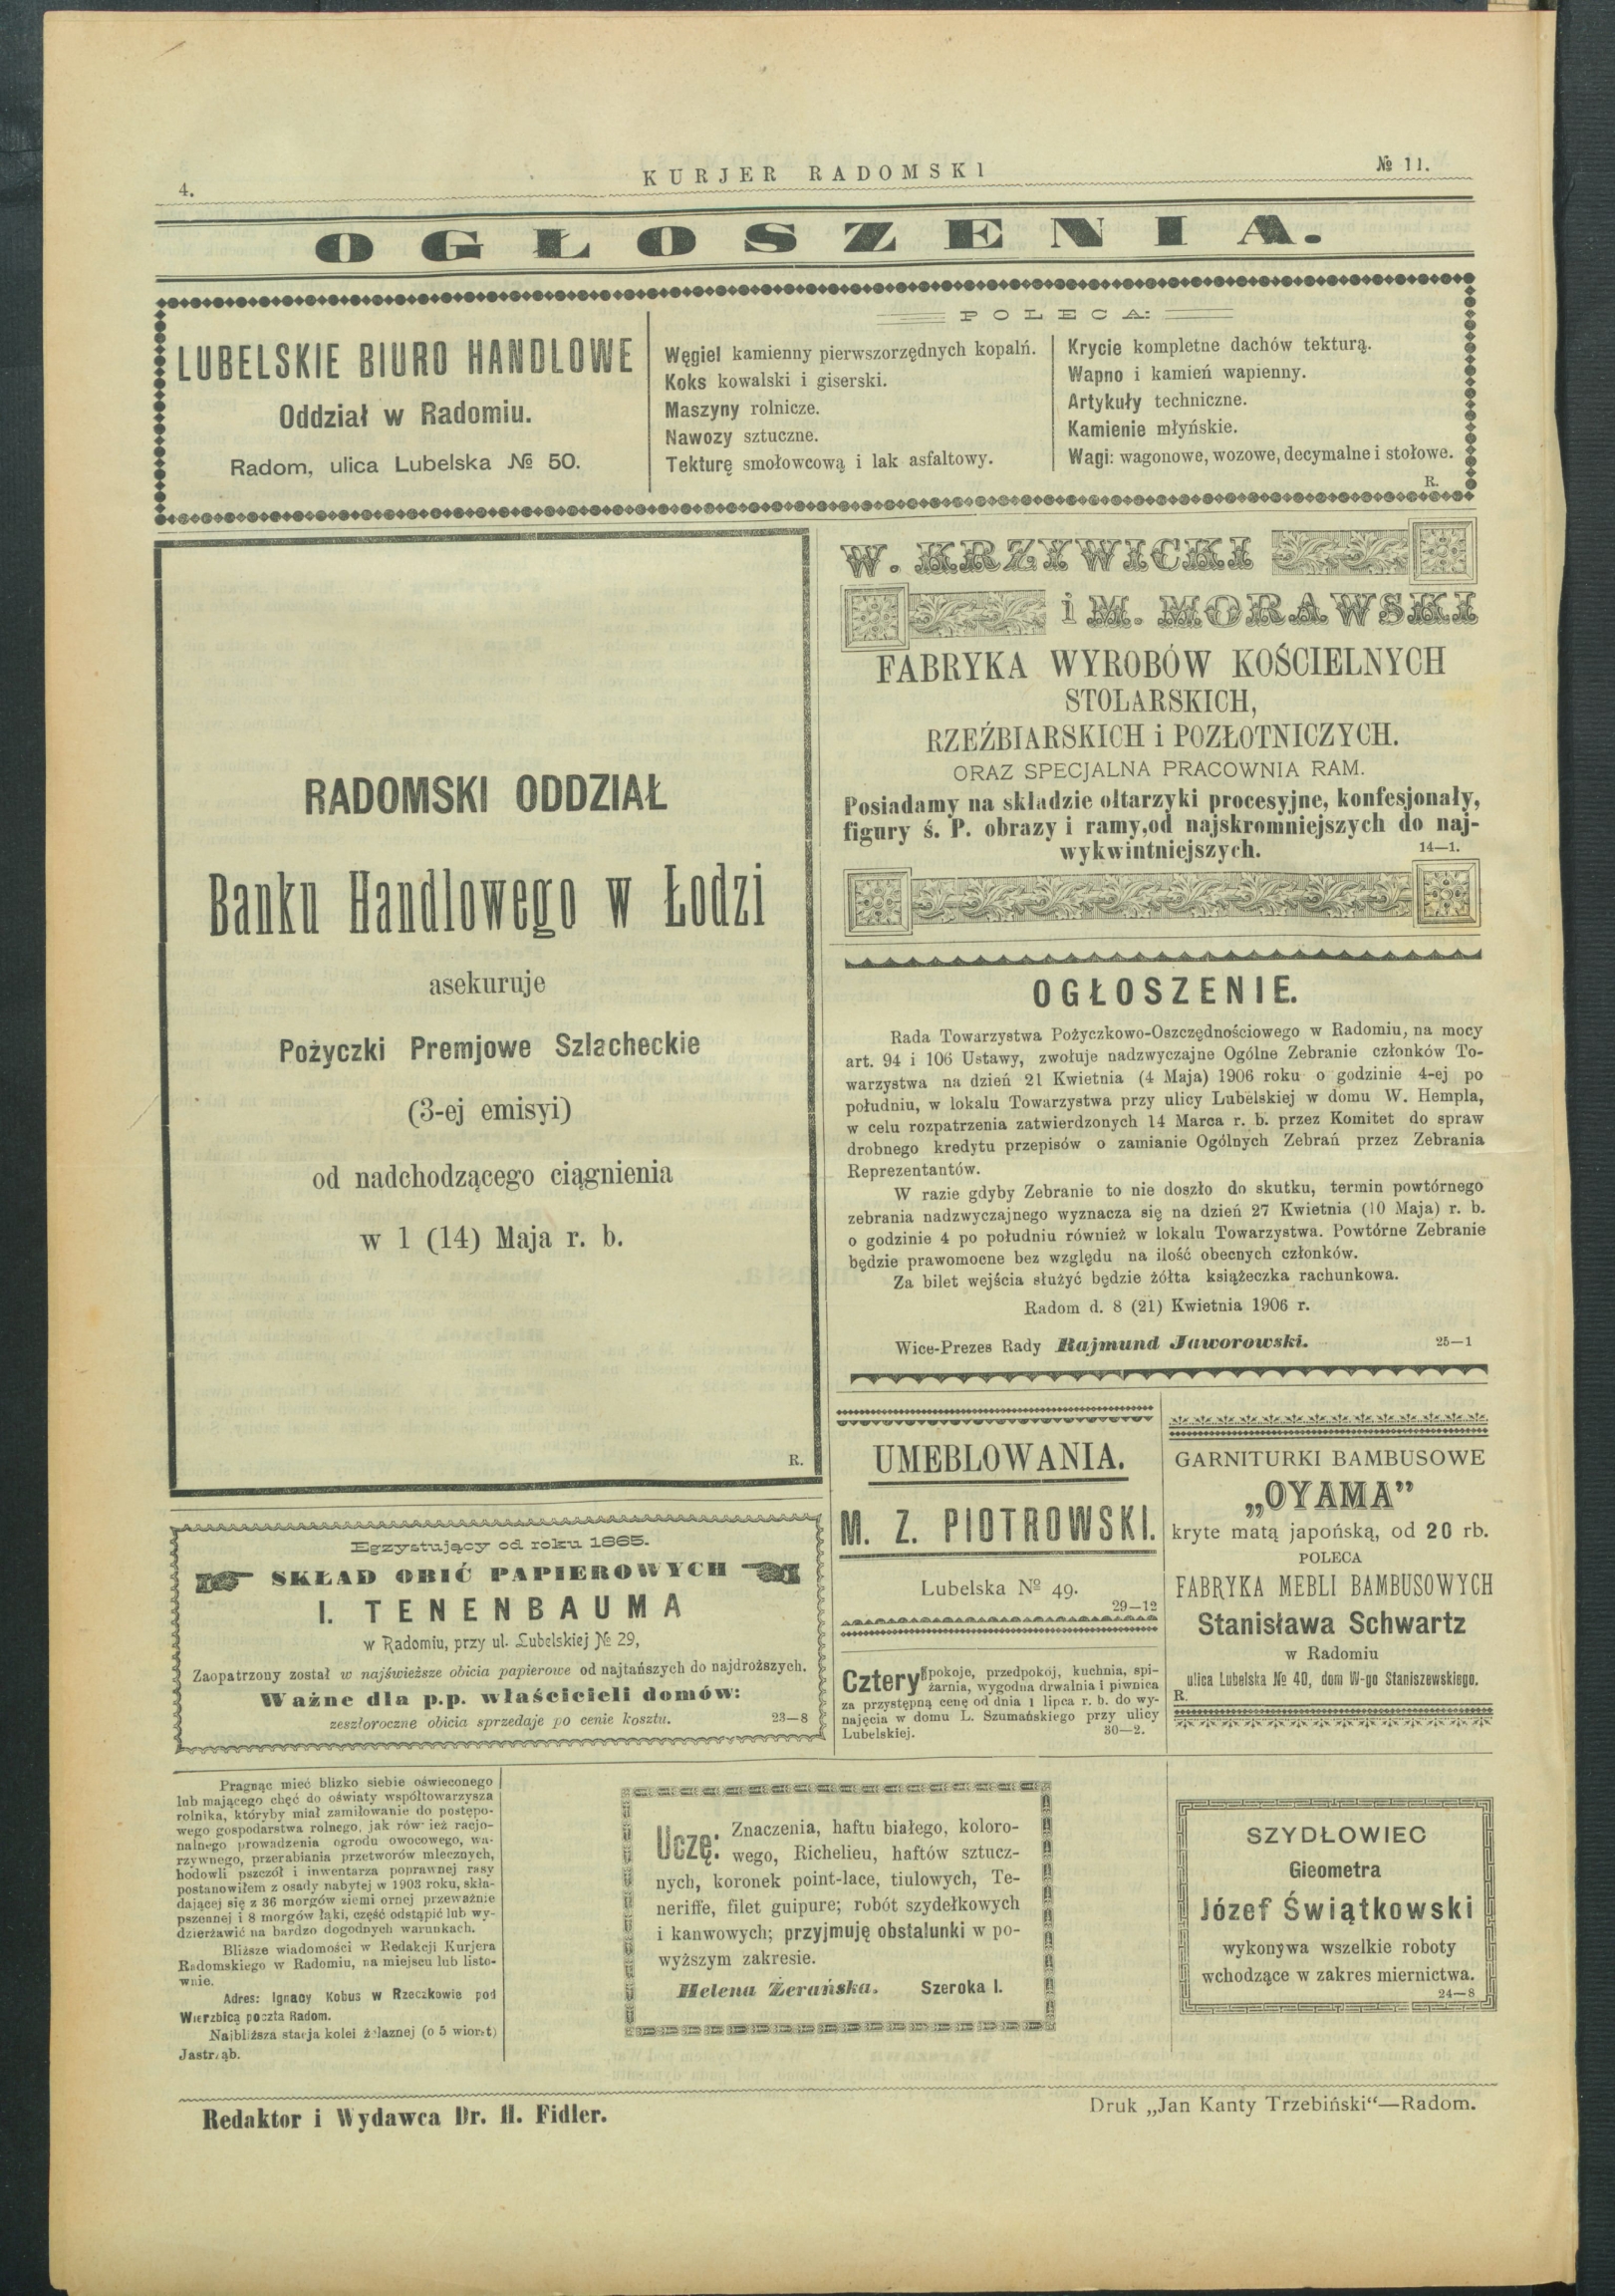 4.
KURJER RADOMSKI
№ 11.
OGŁOSZENIA.
LUBELSKIE BIURO HANDLOWE
Oddział w Radomiu.
Radom, ulica Lubelska № 50.
POLECA:
Węgiel kamienny pierwszorzędnych kopalń.
Koks kowalski i giserski.
Maszyny rolnicze.
Nawozy sztuczne.
Tekturę smołowcową i lak asfaltowy.
Krycie kompletne dachów tekturą.
Wapno i kamień wapienny.
Artykuły techniczne.
Kamienie młyńskie.
Wagi: wagonowe, wozowe, decymalne i stołowe.
R.
RADOMSKI ODDZIAŁ
Banku Handlowego w Łodzi
asekuruje
Pożyczki Premjowe Szlacheckie
(3-ej emisyi)
od nadchodzącego ciągnienia
w 1 (14) Maja r. b.
R.
W. KRZYWICKI
i M. MORAWSKI
FABRYKA WYROBÓW KOŚCIELNYCH
STOLARSKICH,
RZEŹBIARSKICH i POZŁOTNICZYCH.
ORAZ SPECJALNA PRACOWNIA RAM.
Posiadamy na składzie ołtarzyki procesyjne, konfesjonały,
figury ś. P. obrazy i ramy,od najskromniejszych do naj-
wykwintniejszych.
14—1.
OGŁOSZENIE.
Rada Towarzystwa Pożyczkowo-Oszczędnościowego w Radomiu, na mocy
art. 94 i 106 Ustawy, zwołuje nadzwyczajne Ogólne Zebranie członków To-
warzystwa na dzień 21 Kwietnia (4 Maja) 1906 roku o godzinie 4-ej po
południu, w lokalu Towarzystwa przy ulicy Lubelskiej w domu W. Hempla,
w celu rozpatrzenia zatwierdzonych 14 Marca r. b. przez Komitet do spraw
drobnego kredytu przepisów o zamianie Ogólnych Zebrań przez Zebrania
Reprezentantów.
W razie gdyby Zebranie to nie doszło do skutku, termin powtórnego
zebrania nadzwyczajnego wyznacza się na dzień 27 Kwietnia (10 Maja) r. b.
o godzinie 4 po południu również w lokalu Towarzystwa. Powtórne Zebranie
będzie prawomocne bez względu na ilość obecnych członków.
Za bilet wejścia służyć będzie żółta książeczka rachunkowa.
Radom d. 8 (21) Kwietnia 1906 r.
Wice-Prezes Rady Rajmund Jaworowski.
25—1
UMEBLOWANIA.
M. Z. PIOTROWSKI.
Lubelska № 49.
29—12
Cztery pokoje, przedpokój, kuchnia, spi-
żarnia, wygodna drwalnia i piwnica
za przystępną cenę od dnia 1 lipca r. b. do wy-
najęcia w domu L. Szumańskiego przy ulicy
Lubelskiej. 30—2.
GARNITURKI BAMBUSOWE
„OYAMA”
kryte matą japońską, od 20 rb.
POLECA
FABRYKA MEBLI BAMBUSOWYCH
Stanisława Schwartz
w Radomiu
ulica Lubelska № 40, dom W-go Staniszewskiego.
R.
Egzystujący od roku 1865.
SKŁAD OBIĆ PAPIEROWYCH
I. TENENBAUMA
w Radomiu, przy ul. Lubelskiej № 29,
Zaopatrzony został w najświeższe obicia papierowe od najtańszych do najdroższych.
Ważne dla p.p. właścicieli domów:
zeszłoroczne obicia sprzedaje po cenie kosztu.
23—8
Pragnąc mieć blizko siebie oświeconego
lub mającego chęć do oświaty współtowarzysza
rolnika, któryby miał zamiłowanie do postępo-
wego gospodarstwa rolnego, jak rów ież racjo-
nalnego prowadzenia ogrodu owocowego, wa-
rzywnego, przerabiania przetworów mlecznych,
hodowli pszczół i inwentarza poprawnej rasy
postanowiłem z osady nabytej w 1903 roku, skła-
dającej się z 36 morgów ziemi ornej przeważnie
pszennej i 8 morgów łąki, część odstąpić lub wy-
dzierżawić na bardzo dogodnych warunkach.
Bliższe wiadomości w Redakcji Kurjera
Radomskiego w Radomiu, na miejscu lub listo-
wnie.
Adres: Ignacy Kobus w Rzeczkowie pod
Wierzbicą poczta Radom.
Najbliższa stacja kolei żelaznej (o 5 wiorst)
Jastrząb.
Uczę: Znaczenia, haftu białego, koloro-
wego, Richelieu, haftów sztucz-
nych, koronek point-lace, tiulowych, Te-
neriffe, filet guipure; robót szydełkowych
i kanwowych; przyjmuję obstalunki w po-
wyższym zakresie.
Helena Żerańska. Szeroka I.
SZYDŁOWIEC
Gieometra
Józef Świątkowski
wykonywa wszelkie roboty
wchodzące w zakres miernictwa.
24—8
Redaktor i Wydawca Dr. H. Fidler.
Druk „Jan Kanty Trzebiński“—Radom.